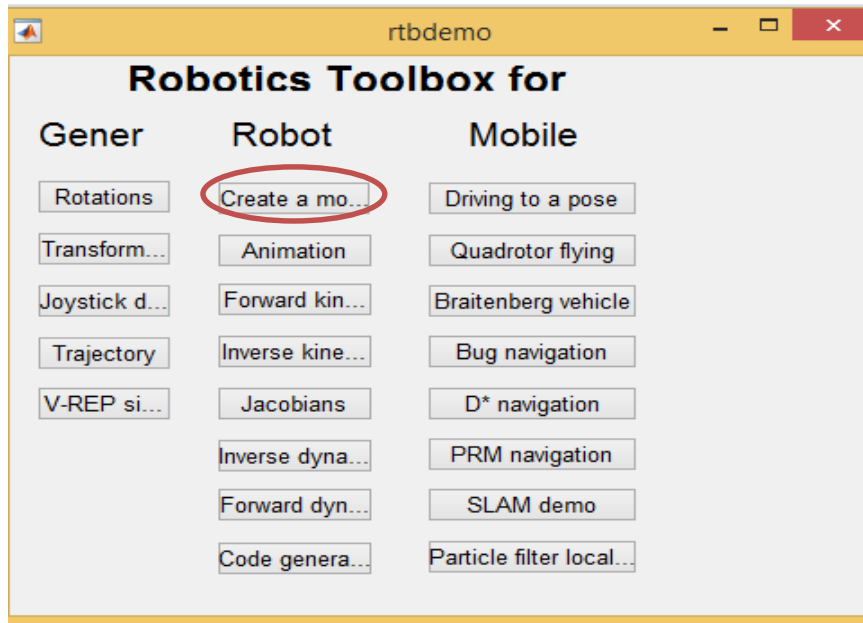 rtbdemo
Robotics Toolbox for
Gener Robot Mobile
Rotations Create a mo... Driving to a pose
Transform... Animation Quadrotor flying
Joystick d... Forward kin... Braitenberg vehicle
Trajectory Inverse kine... Bug navigation
V-REP si... Jacobians D* navigation
Inverse dyna... PRM navigation
Forward dyn... SLAM demo
Code genera... Particle filter local...